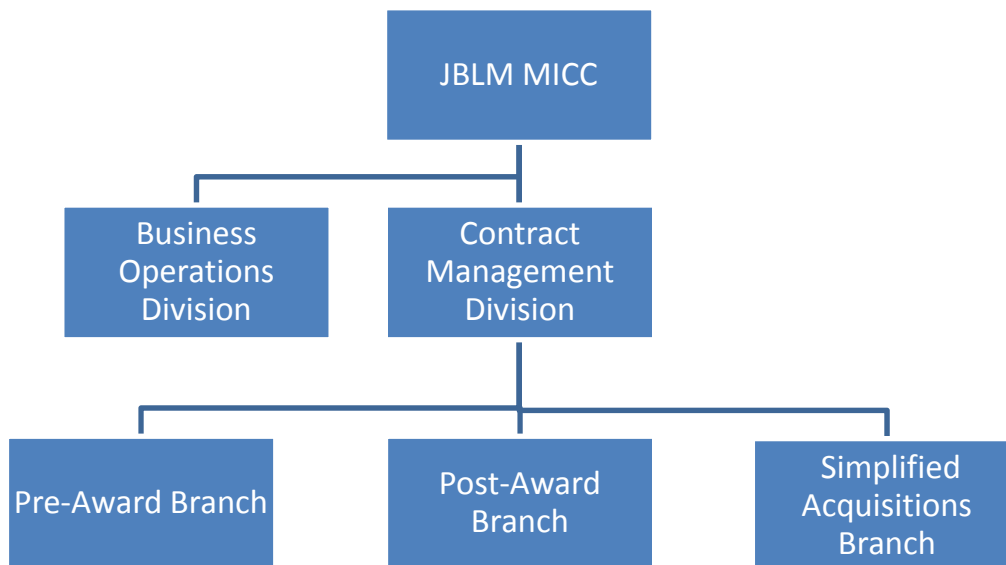 JBLM MICC
Business
Operations
Division
Contract
Management
Division
Pre-Award Branch
Post-Award
Branch
Simplified
Acquisitions
Branch